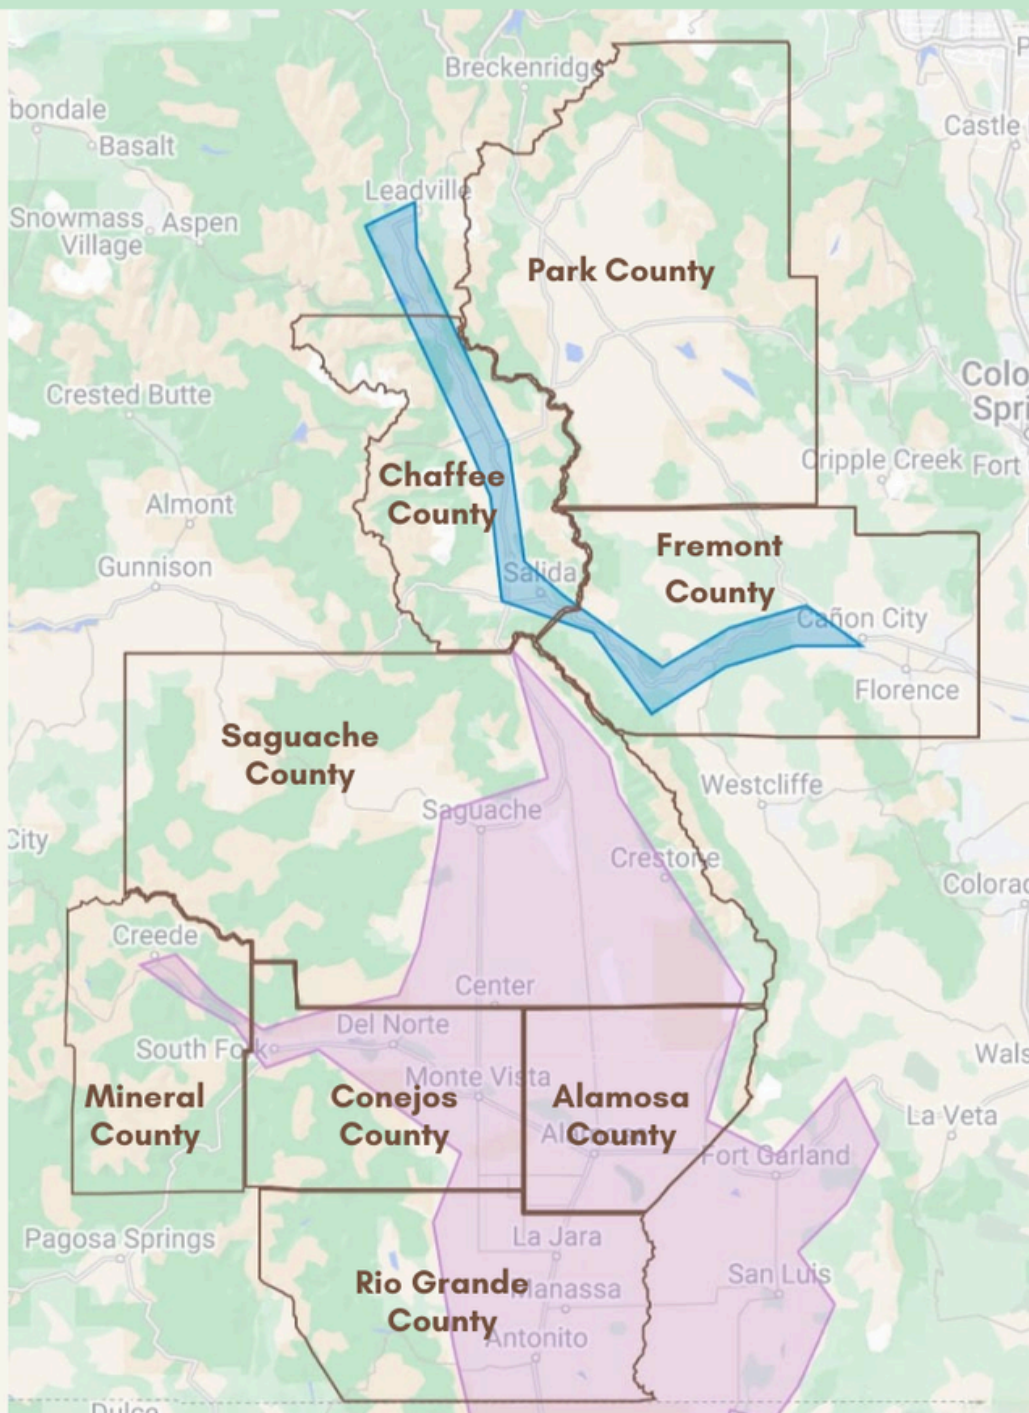 Breckenridge
bondale
Basalt
Castle
Leadville
Snowmass
Village
Aspen
Park County
Crested Butte
Colo
Spri
Cripple Creek
Fort
Chaffee
County
Almont
Fremont
County
Gunnison
Salida
Cañon City
Florence
Saguache
County
Westcliffe
Saguache
City
Crestone
Colorad
Creede
Center
Del Norte
South Fork
Wals
Monte Vista
Mineral
County
Conejos
County
Alamosa
County
La Veta
Fort Garland
Pagosa Springs
La Jara
San Luis
Rio Grande
County
Manassa
Antonito
Dulce